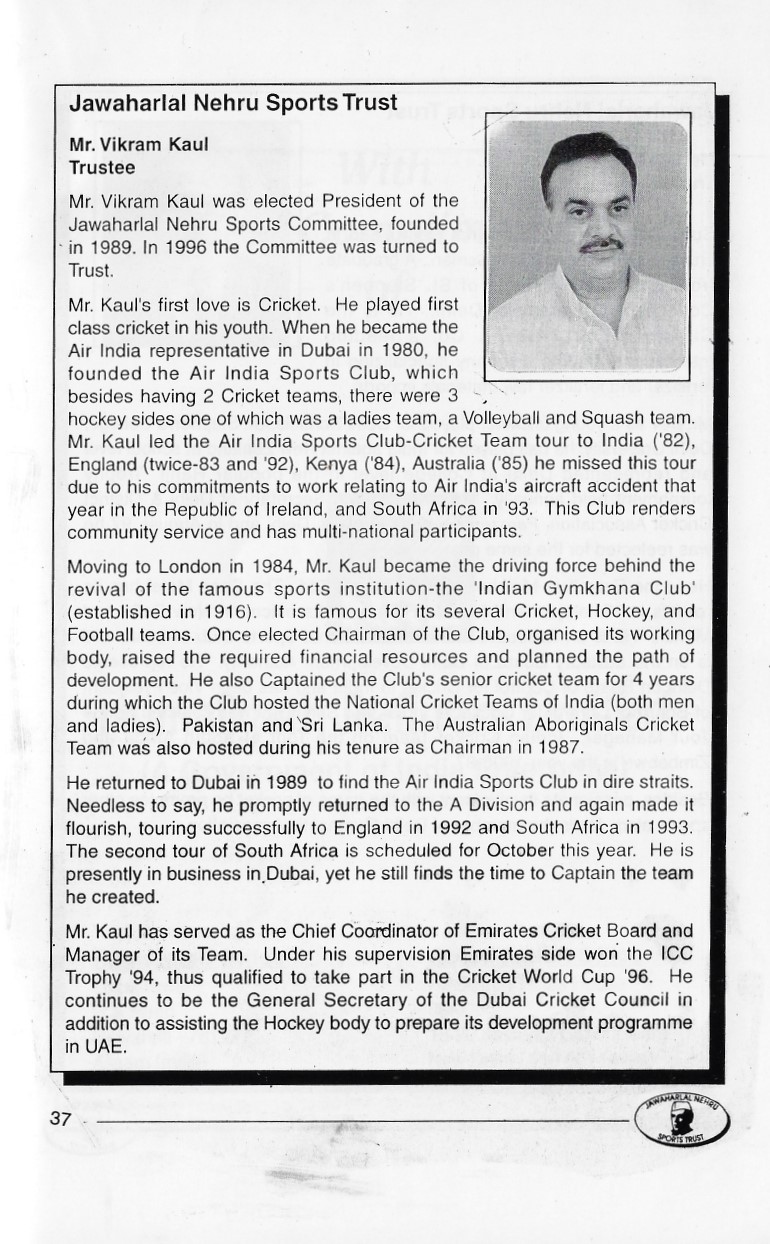 Jawaharlal Nehru Sports Trust
Mr. Vikram Kaul
Trustee
Mr. Vikram Kaul was elected President of the
Jawaharlal Nehru Sports Committee, founded
in 1989. In 1996 the Committee was turned to
Trust.
Mr. Kaul's first love is Cricket. He played first
class cricket in his youth. When he became the
Air India representative in Dubai in 1980, he
founded the Air India Sports Club, which
besides having 2 Cricket teams, there were 3
hockey sides one of which was a ladies team, a Volleyball and Squash team.
Mr. Kaul led the Air India Sports Club-Cricket Team tour to India ('82),
England (twice-83 and '92), Kenya ('84), Australia ('85) he missed this tour
due to his commitments to work relating to Air India's aircraft accident that
year in the Republic of Ireland, and South Africa in '93. This Club renders
community service and has multi-national participants.
Moving to London in 1984, Mr. Kaul became the driving force behind the
revival of the famous sports institution-the 'Indian Gymkhana Club'
(established in 1916). It is famous for its several Cricket, Hockey, and
Football teams. Once elected Chairman of the Club, organised its working
body, raised the required financial resources and planned the path of
development. He also Captained the Club's senior cricket team for 4 years
during which the Club hosted the National Cricket Teams of India (both men
and ladies). Pakistan and Sri Lanka. The Australian Aboriginals Cricket
Team was also hosted during his tenure as Chairman in 1987.
He returned to Dubai in 1989 to find the Air India Sports Club in dire straits.
Needless to say, he promptly returned to the A Division and again made it
flourish, touring successfully to England in 1992 and South Africa in 1993.
The second tour of South Africa is scheduled for October this year. He is
presently in business in Dubai, yet he still finds the time to Captain the team
he created.
Mr. Kaul has served as the Chief Coordinator of Emirates Cricket Board and
Manager of its Team. Under his supervision Emirates side won the ICC
Trophy '94, thus qualified to take part in the Cricket World Cup '96. He
continues to be the General Secretary of the Dubai Cricket Council in
addition to assisting the Hockey body to prepare its development programme
in UAE.
37
JAWAHARLAL NEHRU
SPORTS TRUST